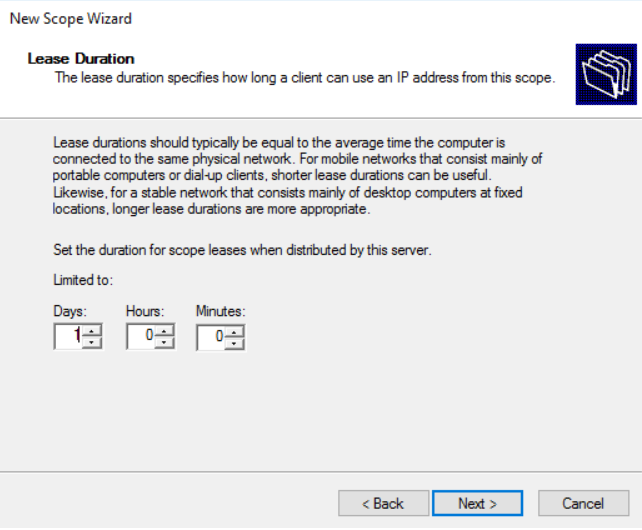 New Scope Wizard
Lease Duration
The lease duration specifies how long a client can use an IP address from this scope.
Lease durations should typically be equal to the average time the computer is
connected to the same physical network. For mobile networks that consist mainly of
portable computers or dial-up clients, shorter lease durations can be useful.
Likewise, for a stable network that consists mainly of desktop computers at fixed
locations, longer lease durations are more appropriate.
Set the duration for scope leases when distributed by this server.
Limited to:
Days: Hours: Minutes:
1 0 0
< Back Next > Cancel